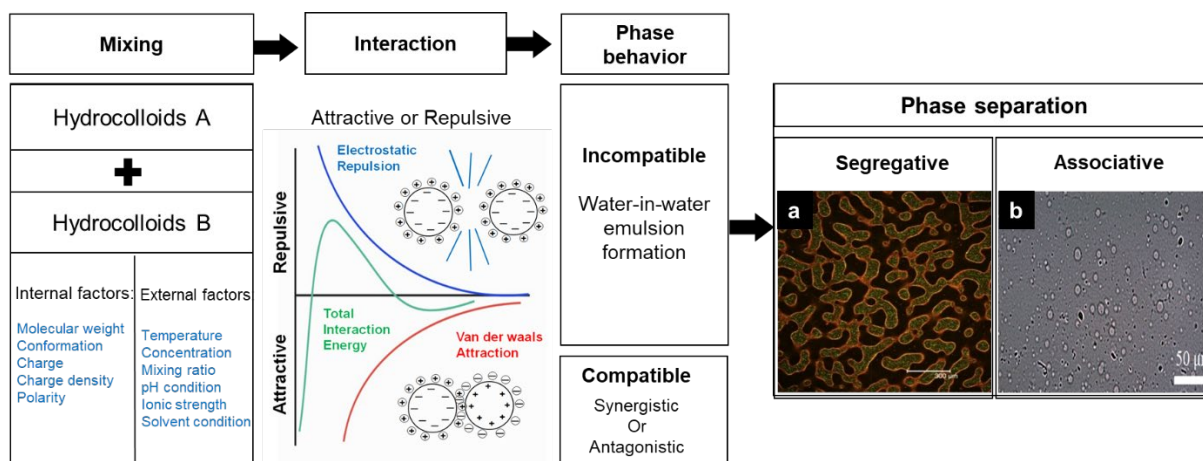 Mixing
Interaction
Phase
behavior
Hydrocolloids A
+
Hydrocolloids B
Internal factors:
Molecular weight
Conformation
Charge
Charge density
Polarity
External factors:
Temperature
Concentration
Mixing ratio
pH condition
Ionic strength
Solvent condition
Attractive or Repulsive
Repulsive
Attractive
Electrostatic
Repulsion
Total
Interaction
Energy
Van der waals
Attraction
Incompatible
Water-in-water
emulsion
formation
Compatible
Synergistic
Or
Antagonistic
Phase separation
Segregative
Associative
a
300 µm
b
50 µ